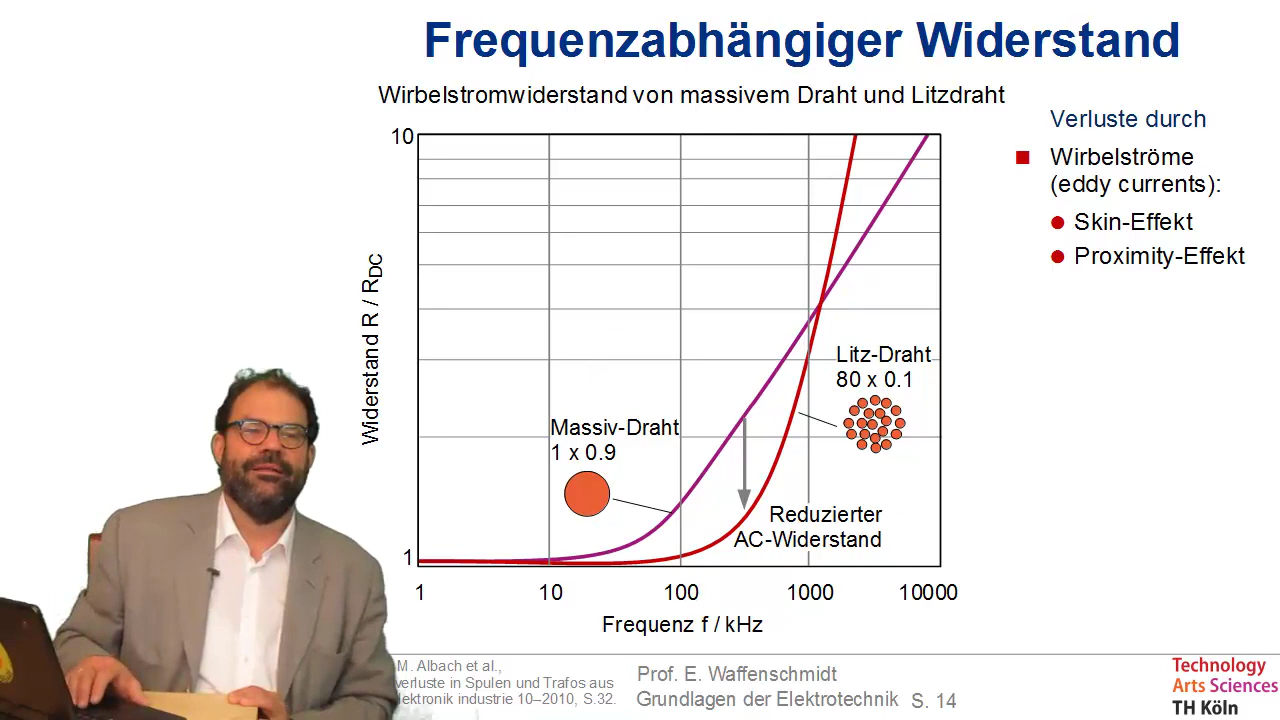 Frequenzabhängiger Widerstand
Wirbelstromwiderstand von massivem Draht und Litzdraht
Verluste durch
Wirbelströme
(eddy currents):
Skin-Effekt
Proximity-Effekt
10
1
Widerstand R / RDC
Massiv-Draht
1 x 0.9
Litz-Draht
80 x 0.1
Reduzierter
AC-Widerstand
1 10 100 1000 10000
Frequenz f / kHz
M. Albach et al.,
verluste in Spulen und Trafos aus
lektronik industrie 10–2010, S.32.
Prof. E. Waffenschmidt
Grundlagen der Elektrotechnik S. 14
Technology
Arts Sciences
TH Köln